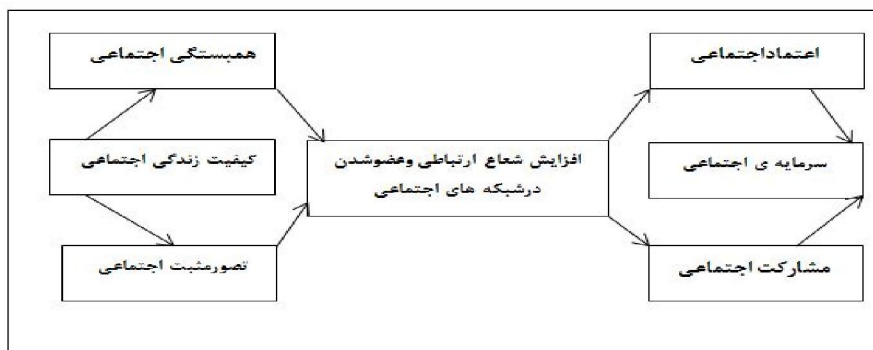 همبستگی اجتماعی
اعتماداجتماعی
کیفیت زندگی اجتماعی
افزایش شعاع ارتباطی وعضوشدن
درشبکه های اجتماعی
سرمایه ی اجتماعی
تصورمثبت اجتماعی
مشارکت اجتماعی